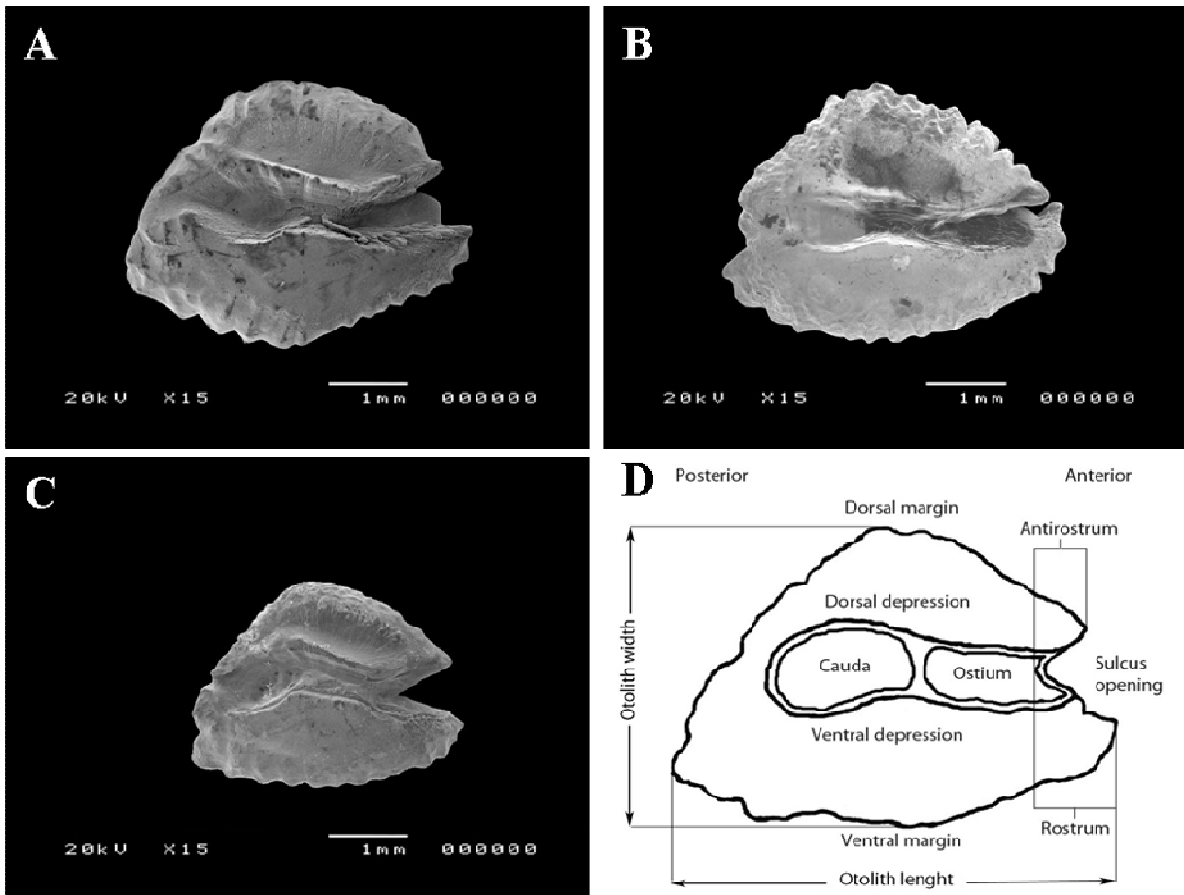 A
20kV X15 1mm 000000
B
20kV X15 1mm 000000
C
20kV X15 1mm 000000
D
Posterior
Anterior
Dorsal margin
Antirostrum
Dorsal depression
Otolith width
Cauda
Ostium
Sulcus
opening
Ventral depression
Rostrum
Ventral margin
Otolith lenght